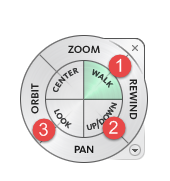 ZOOM
CENTER
WALK
1
ORBIT
REWIND
LOOK
UP/DOWN
3
2
PAN